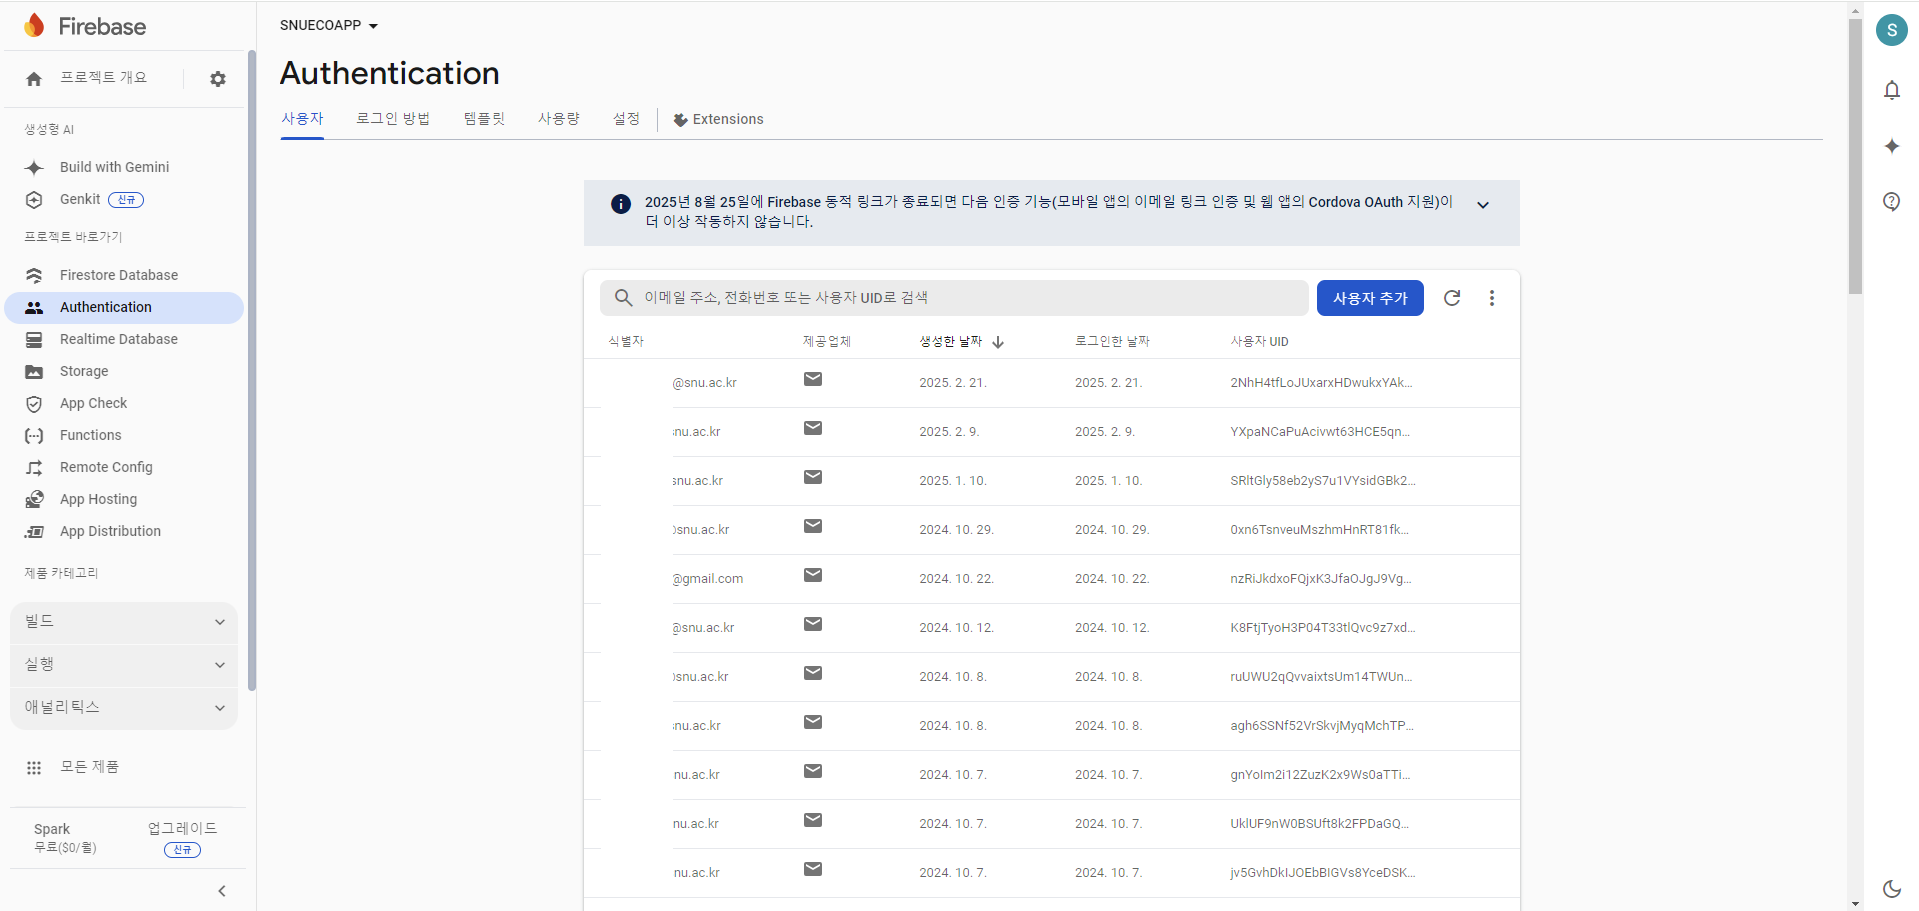 Firebase
프로젝트 개요
생성형 AI
Build with Gemini
Genkit 신규
프로젝트 바로가기
Firestore Database
Authentication
Realtime Database
Storage
App Check
Functions
Remote Config
App Hosting
App Distribution
제품 카테고리
빌드
실행
애널리틱스
모든 제품
Spark 업그레이드
무료($0/월) 신규
SNUECOAPP
Authentication
사용자 로그인 방법 템플릿 사용량 설정 Extensions
2025년 8월 25일에 Firebase 동적 링크가 종료되면 다음 인증 기능(모바일 앱의 이메일 링크 인증 및 웹 앱의 Cordova OAuth 지원)이
더 이상 작동하지 않습니다.
이메일 주소, 전화번호 또는 사용자 UID로 검색 사용자 추가
식별자 제공업체 생성한 날짜 로그인한 날짜 사용자 UID
@snu.ac.kr 2025. 2. 21. 2025. 2. 21. 2NhH4tfLoJUxarxHDwukxYAk...
snu.ac.kr 2025. 2. 9. 2025. 2. 9. YXpaNCaPuAcivwt63HCE5qn...
snu.ac.kr 2025. 1. 10. 2025. 1. 10. SRltGly58eb2yS7u1VYsidGBk2...
@snu.ac.kr 2024. 10. 29. 2024. 10. 29. 0xn6TsnveuMszhmHnRT81fk...
@gmail.com 2024. 10. 22. 2024. 10. 22. nzRiJkdxoFQjxK3JfaOJgJ9Vg...
@snu.ac.kr 2024. 10. 12. 2024. 10. 12. K8FtjTyoH3P04T33tlQvc9z7xd...
@snu.ac.kr 2024. 10. 8. 2024. 10. 8. ruUWU2qQvvaixtsUm14TWUn...
snu.ac.kr 2024. 10. 8. 2024. 10. 8. agh6SSNf52VrSkvjMyqMchTP...
nu.ac.kr 2024. 10. 7. 2024. 10. 7. gnYoIm2i12ZuzK2x9Ws0aTTi...
nu.ac.kr 2024. 10. 7. 2024. 10. 7. UklUF9nW0BSUft8k2FPDaGQ...
nu.ac.kr 2024. 10. 7. 2024. 10. 7. jv5GvhDkIJOEbBIGVs8YceDSK...
S